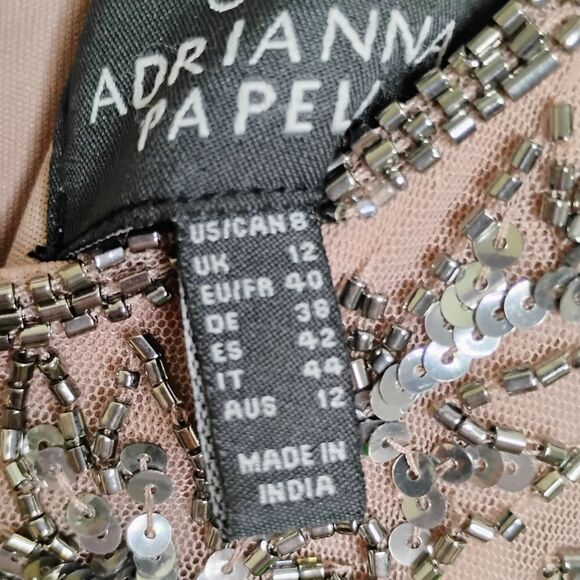 ADRIANNA
PAPELL
US/CAN 8
UK 12
EU/FR 40
DE 38
ES 42
IT 44
AUS 12
MADE IN
INDIA